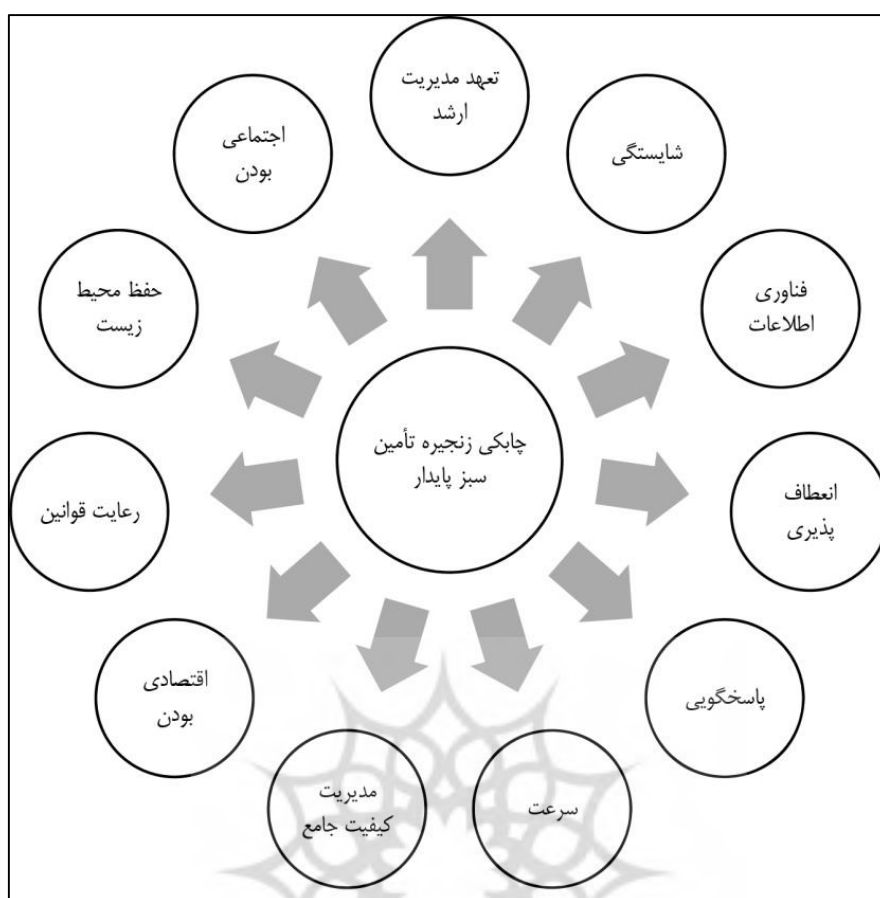 تعهد مدیریت
ارشد
شایستگی
فناوری
اطلاعات
انعطاف
پذیری
پاسخگویی
سرعت
مدیریت
کیفیت جامع
اقتصادی
بودن
رعایت قوانین
حفظ محیط
زیست
اجتماعی
بودن
چابکی زنجیره تأمین
سبز پایدار